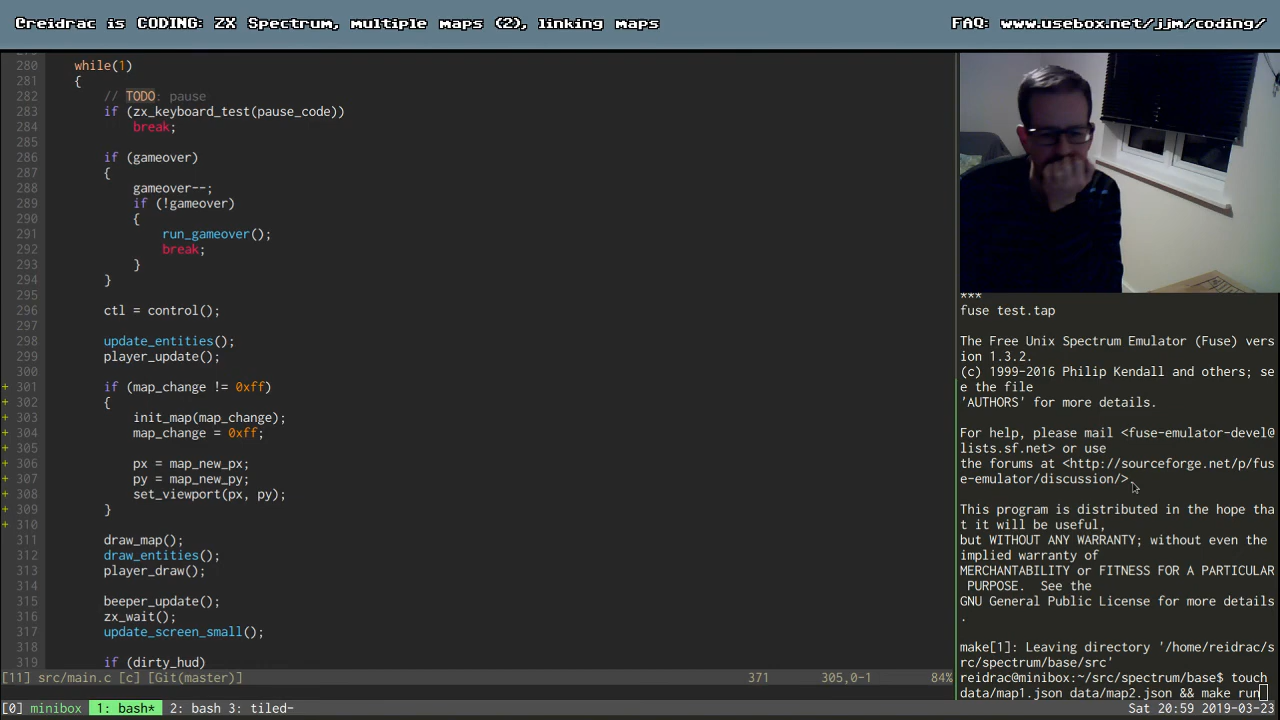 Creidrac is CODING: ZX Spectrum, multiple maps (2), linking maps
FAQ: www.usebox.net/jjm/coding/
280 while(1)
281 {
282 // TODO: pause
283 if (zx_keyboard_test(pause_code))
284 break;
285
286 if (gameover)
287 {
288 gameover--;
289 if (!gameover)
290 {
291 run_gameover();
292 break;
293 }
294 }
295
296 ctl = control();
297
298 update_entities();
299 player_update();
300
+ 301 if (map_change != 0xff)
+ 302 {
+ 303 init_map(map_change);
+ 304 map_change = 0xff;
+ 305
+ 306 px = map_new_px;
+ 307 py = map_new_py;
+ 308 set_viewport(px, py);
+ 309 }
+ 310
311 draw_map();
312 draw_entities();
313 player_draw();
314
315 beeper_update();
316 zx_wait();
317 update_screen_small();
318
319 if (dirty_hud)
[11] src/main.c [c] [Git(master)] 371 305,0-1 84%
***
fuse test.tap
The Free Unix Spectrum Emulator (Fuse) vers
ion 1.3.2.
(c) 1999-2016 Philip Kendall and others; se
e the file
'AUTHORS' for more details.
For help, please mail <fuse-emulator-devel@
lists.sf.net> or use
the forums at <http://sourceforge.net/p/fus
e-emulator/discussion/>.
This program is distributed in the hope tha
t it will be useful,
but WITHOUT ANY WARRANTY; without even the
implied warranty of
MERCHANTABILITY or FITNESS FOR A PARTICULAR
PURPOSE. See the
GNU General Public License for more details
.
make[1]: Leaving directory '/home/reidrac/s
rc/spectrum/base/src'
reidrac@minibox:~/src/spectrum/base$ touch
data/map1.json data/map2.json && make run
[0] minibox 1: bash* 2: bash 3: tiled-
Sat 20:59 2019-03-23